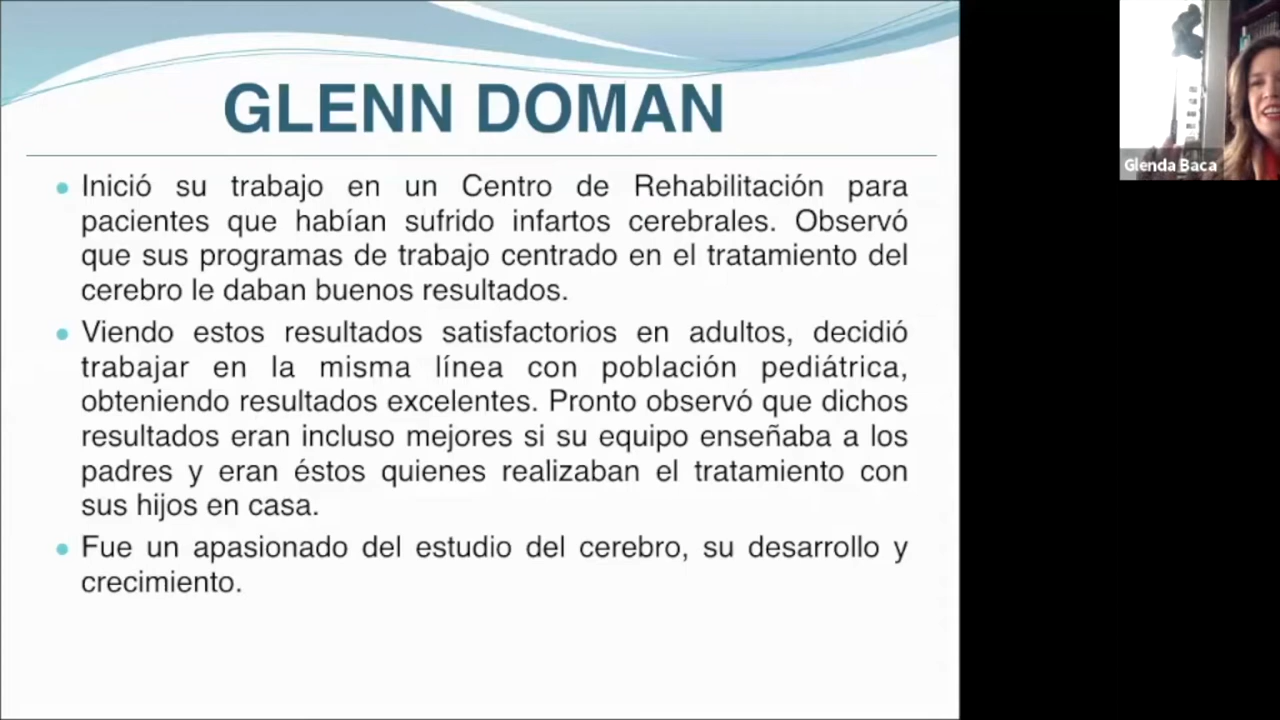 GLENN DOMAN
Glenda Baca
• Inició su trabajo en un Centro de Rehabilitación para
pacientes que habían sufrido infartos cerebrales. Observó
que sus programas de trabajo centrado en el tratamiento del
cerebro le daban buenos resultados.
• Viendo estos resultados satisfactorios en adultos, decidió
trabajar en la misma línea con población pediátrica,
obteniendo resultados excelentes. Pronto observó que dichos
resultados eran incluso mejores si su equipo enseñaba a los
padres y eran éstos quienes realizaban el tratamiento con
sus hijos en casa.
• Fue un apasionado del estudio del cerebro, su desarrollo y
crecimiento.